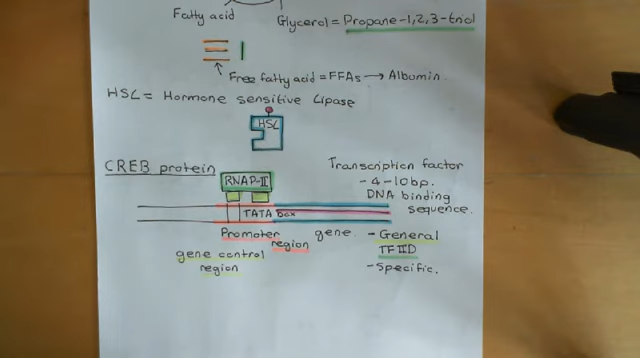 Fatty acid
Glycerol = Propane-1,2,3-triol
Free fatty acid = FFAs → Albumin.
HSL = Hormone sensitive Lipase
HSL
CREB protein
RNAP-II
TATA box
Promoter region
gene
gene control region
Transcription factor
- 4-10bp.
DNA binding
sequence.
- General
TFIID
- Specific.